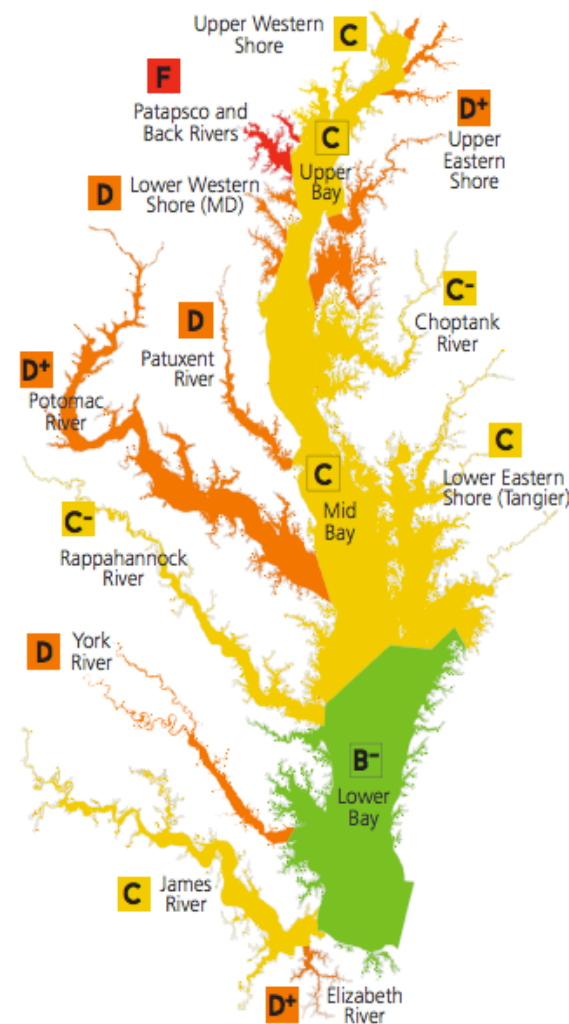 Upper Western
Shore
C
F
Patapsco and
Back Rivers
D+
Upper
Eastern
Shore
C
Upper
Bay
D
Lower Western
Shore (MD)
C-
Choptank
River
D
Patuxent
River
D+
Potomac
River
C
Lower Eastern
Shore (Tangier)
C
Mid
Bay
C-
Rappahannock
River
D
York
River
B-
Lower
Bay
C
James
River
D+
Elizabeth
River